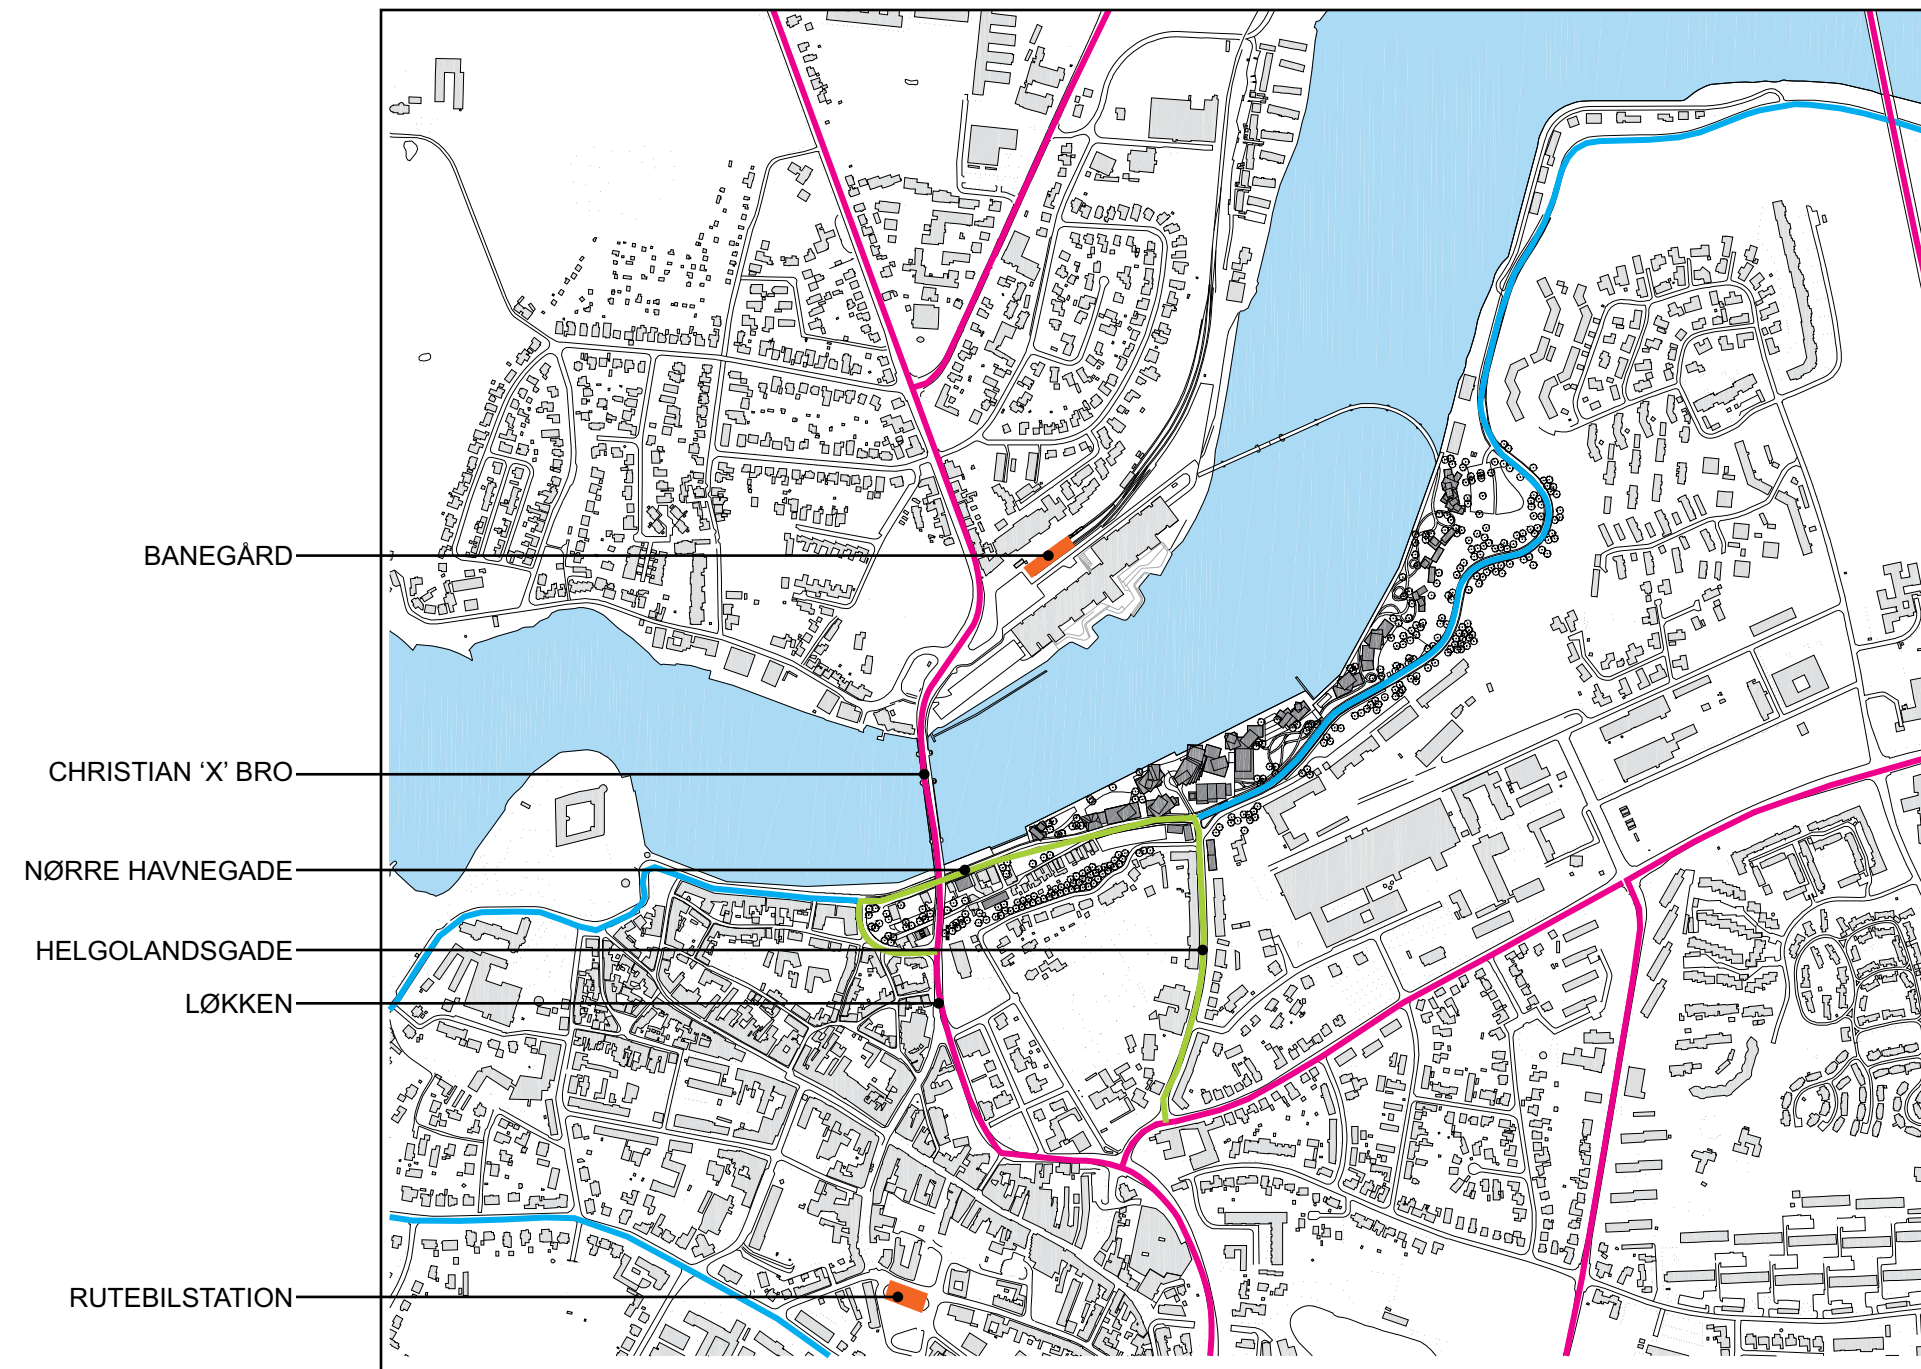 BANEGÅRD
CHRISTIAN ‘X’ BRO
NØRRE HAVNEGADE
HELGOLANDSGADE
LØKKEN
RUTEBILSTATION